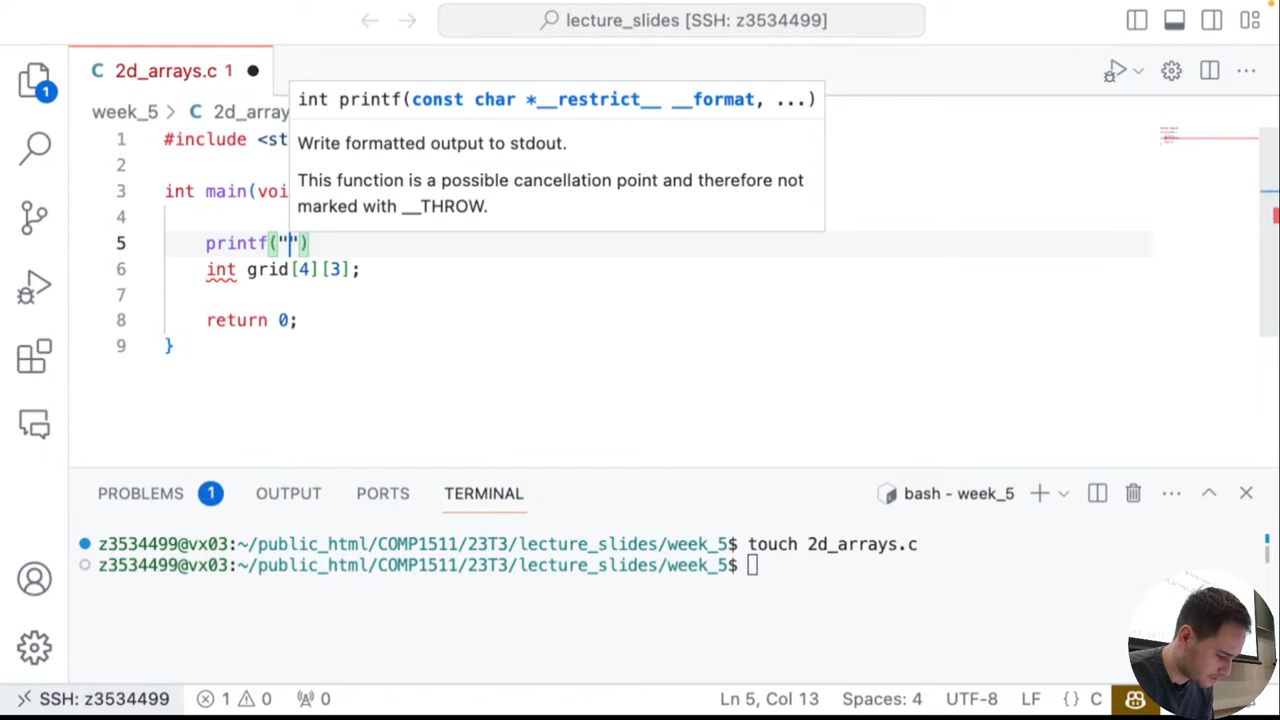 lecture_slides [SSH: z3534499]
C 2d_arrays.c 1
1
week_5 > C 2d_array
int printf(const char *__restrict__ __format, ...)
Write formatted output to stdout.
This function is a possible cancellation point and therefore not
marked with __THROW.
1 #include <st
2
3 int main(voi
4
5 printf("")
6 int grid[4][3];
7
8 return 0;
9 }
PROBLEMS 1 OUTPUT PORTS TERMINAL bash - week_5
z3534499@vx03:~/public_html/COMP1511/23T3/lecture_slides/week_5$ touch 2d_arrays.c
z3534499@vx03:~/public_html/COMP1511/23T3/lecture_slides/week_5$
SSH: z3534499 1 0 0 Ln 5, Col 13 Spaces: 4 UTF-8 LF {} C